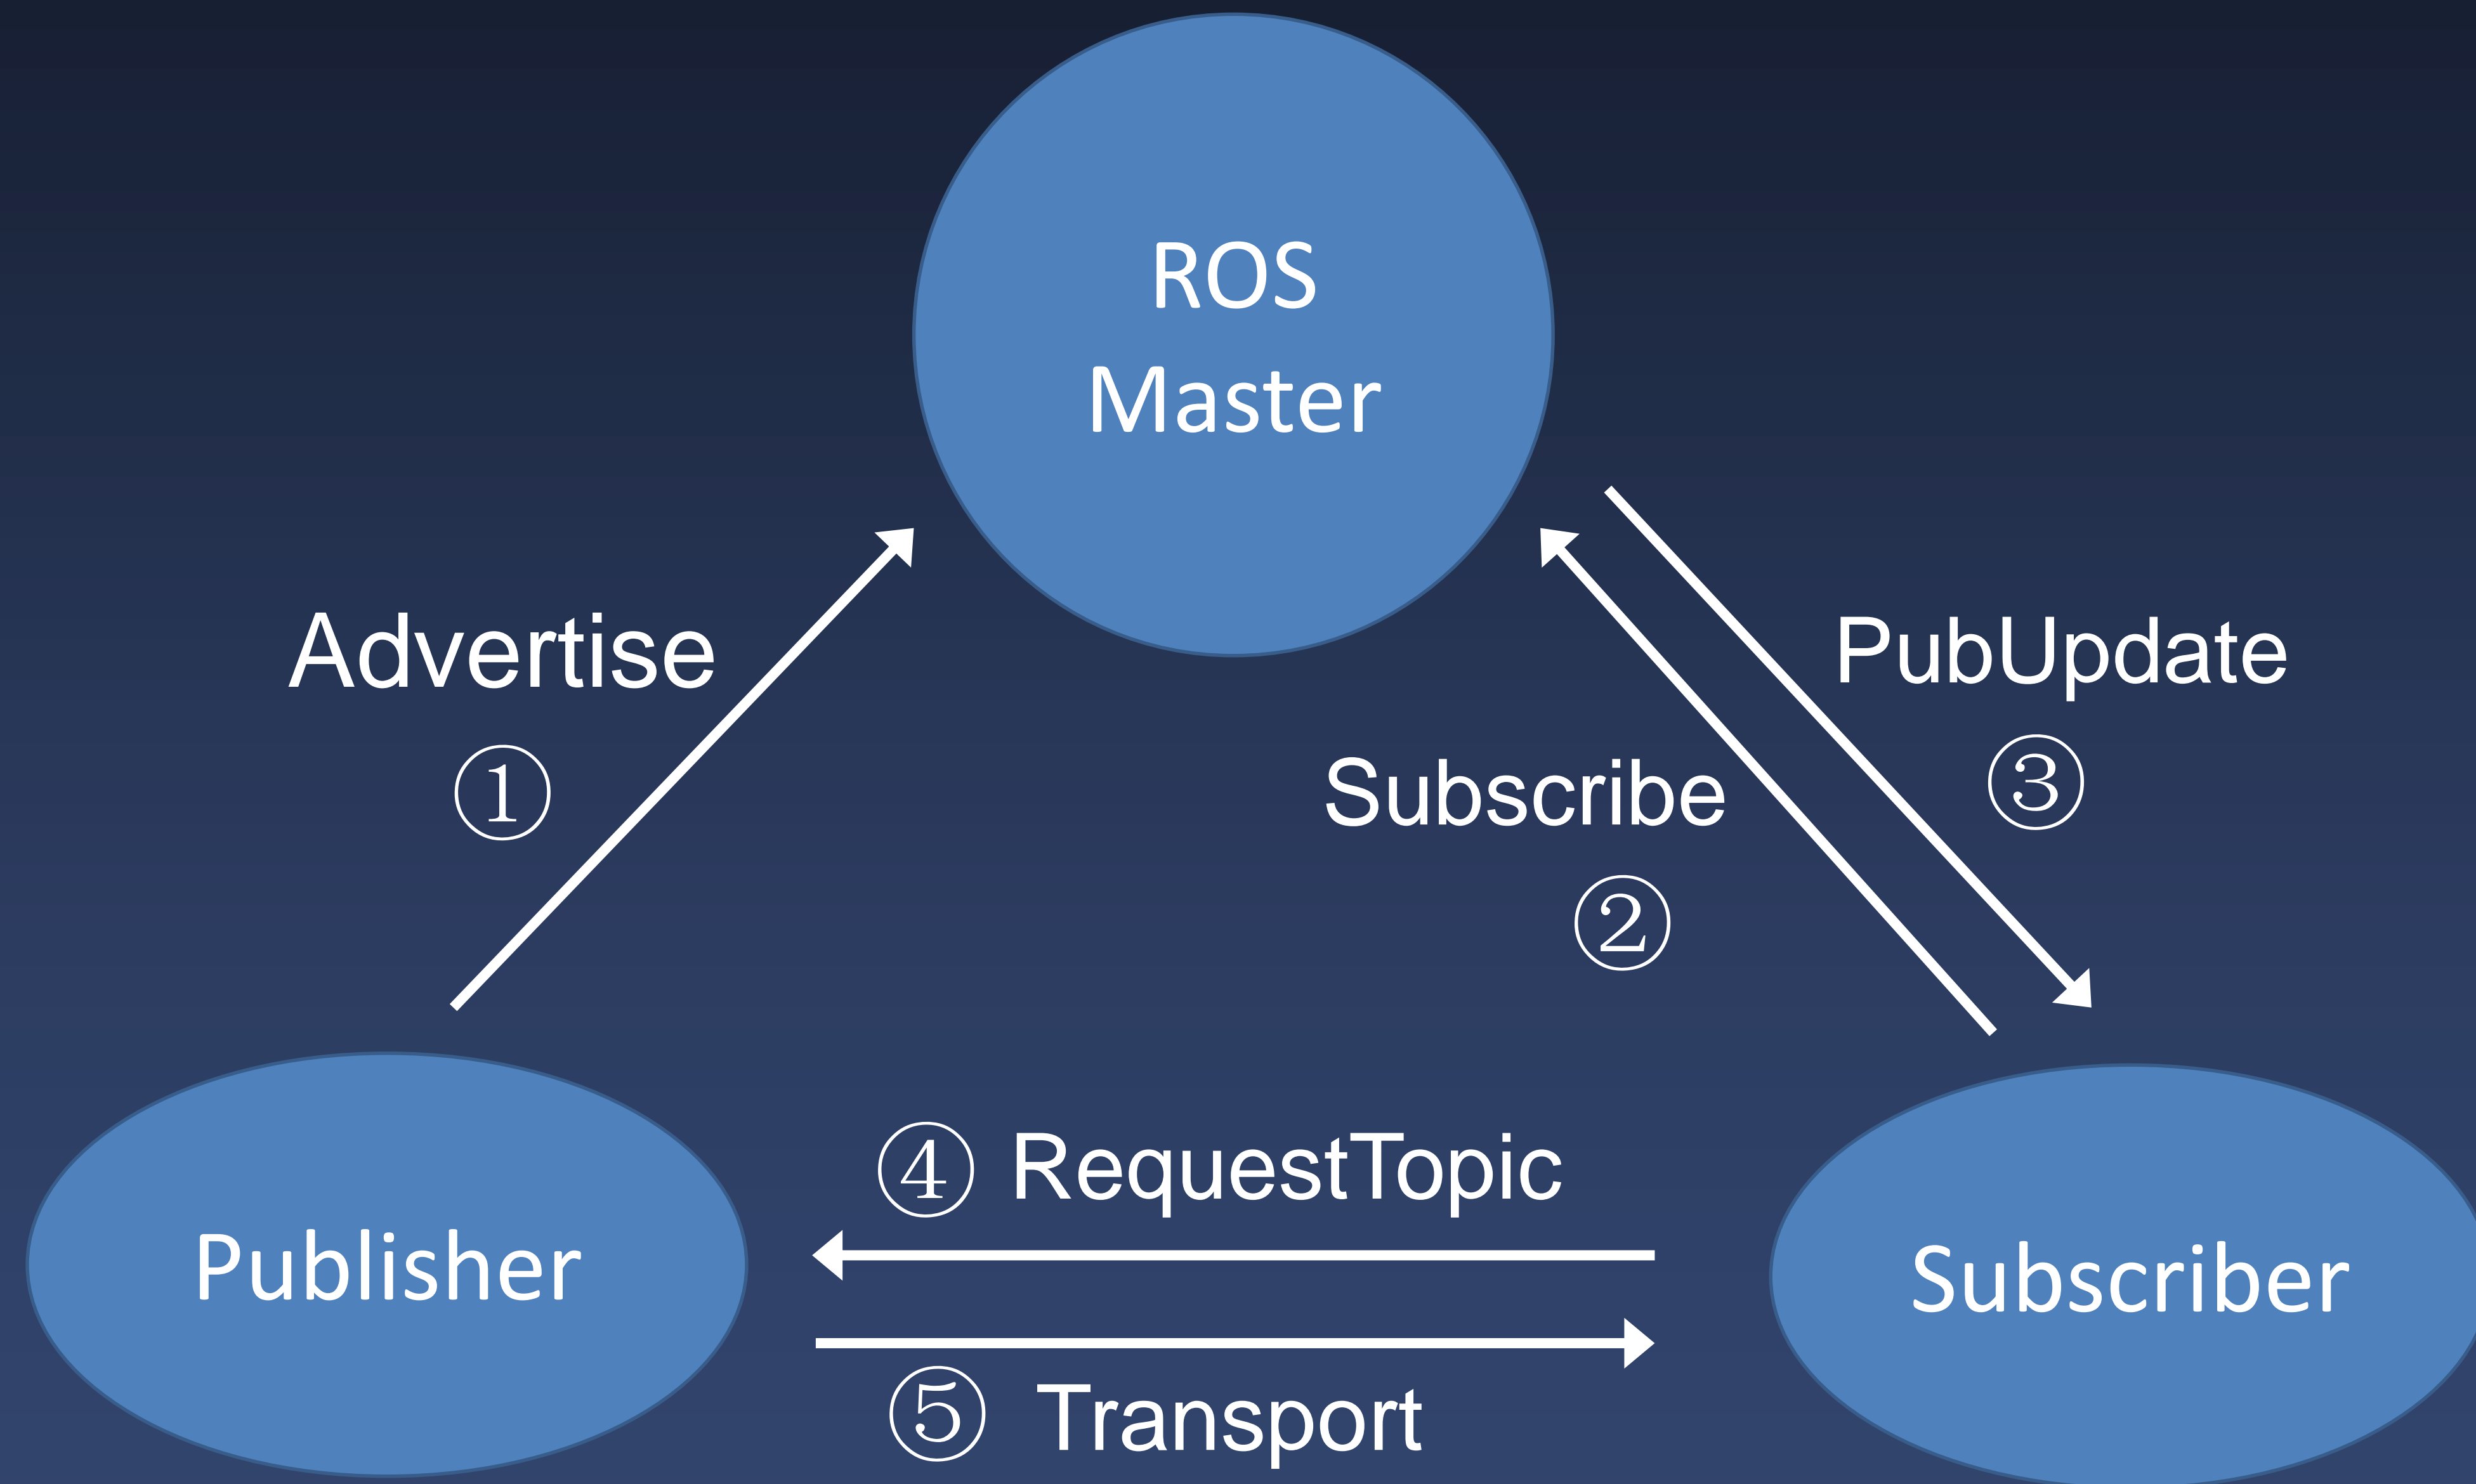 ROS
Master
Advertise
①
PubUpdate
③
Subscribe
②
④ RequestTopic
Publisher
Subscriber
⑤ Transport